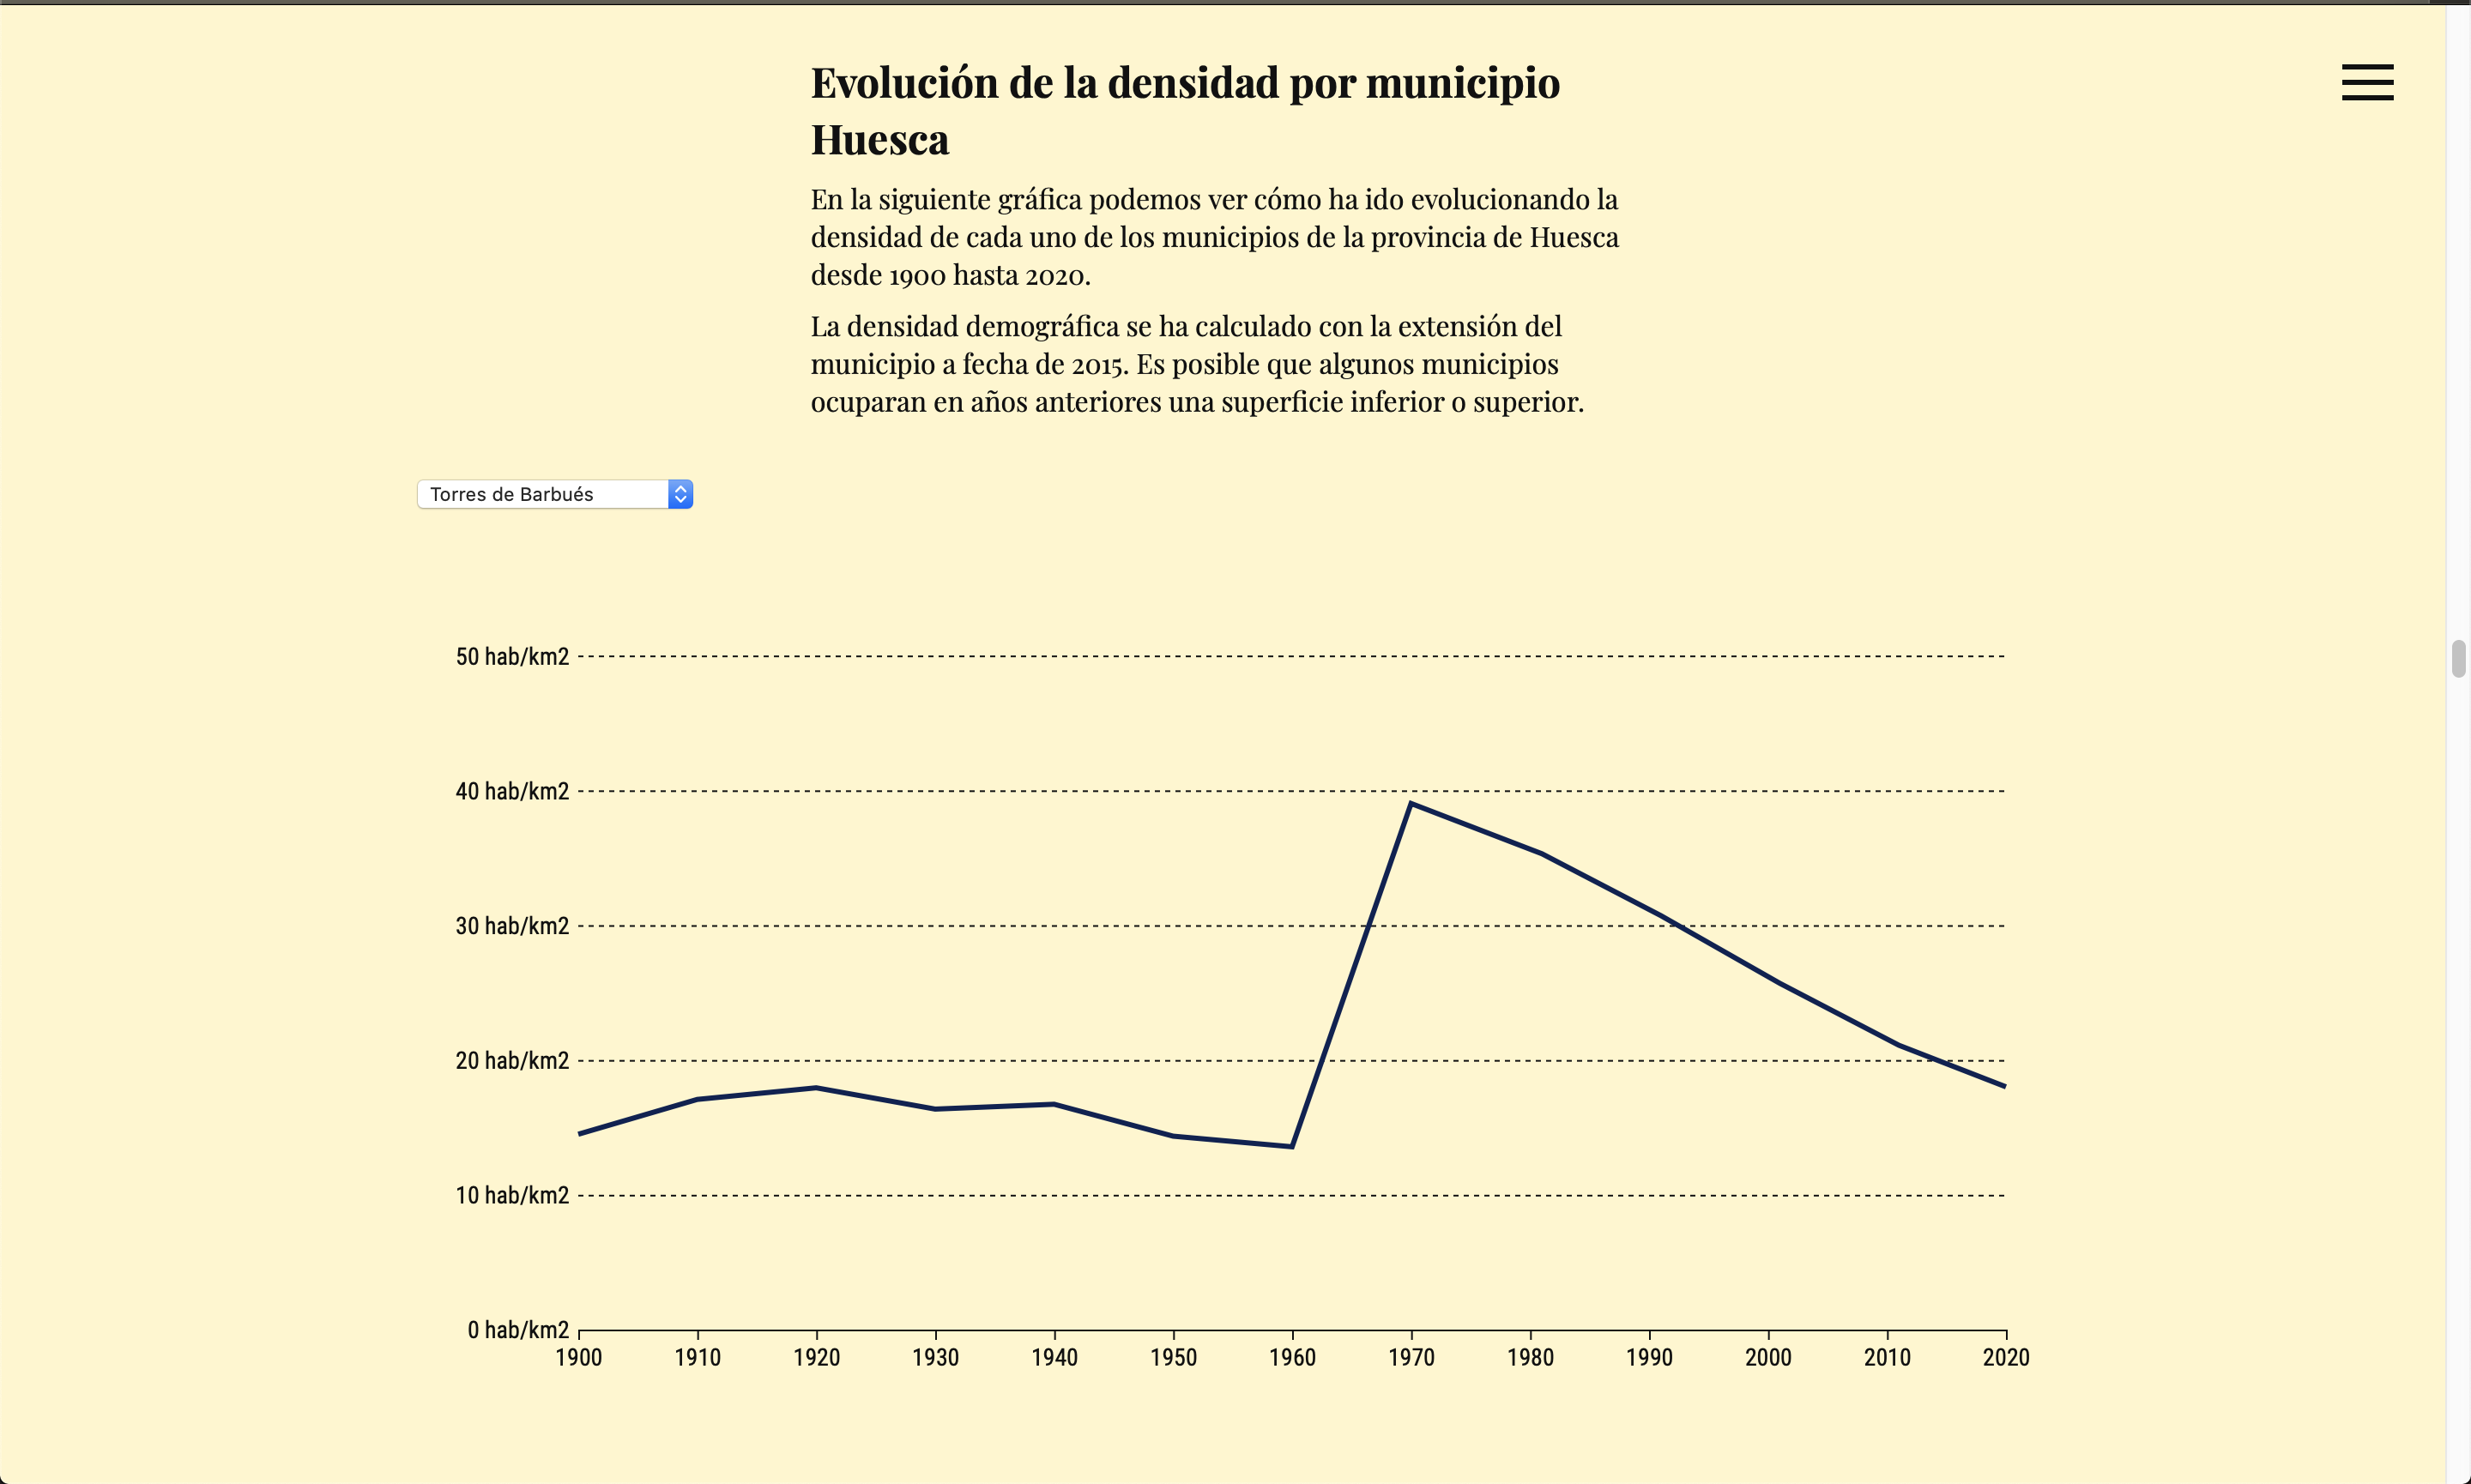 Evolución de la densidad por municipio
Huesca
En la siguiente gráfica podemos ver cómo ha ido evolucionando la
densidad de cada uno de los municipios de la provincia de Huesca
desde 1900 hasta 2020.
La densidad demográfica se ha calculado con la extensión del
municipio a fecha de 2015. Es posible que algunos municipios
ocuparan en años anteriores una superficie inferior o superior.
Torres de Barbués
50 hab/km2
40 hab/km2
30 hab/km2
20 hab/km2
10 hab/km2
0 hab/km2
1900 1910 1920 1930 1940 1950 1960 1970 1980 1990 2000 2010 2020